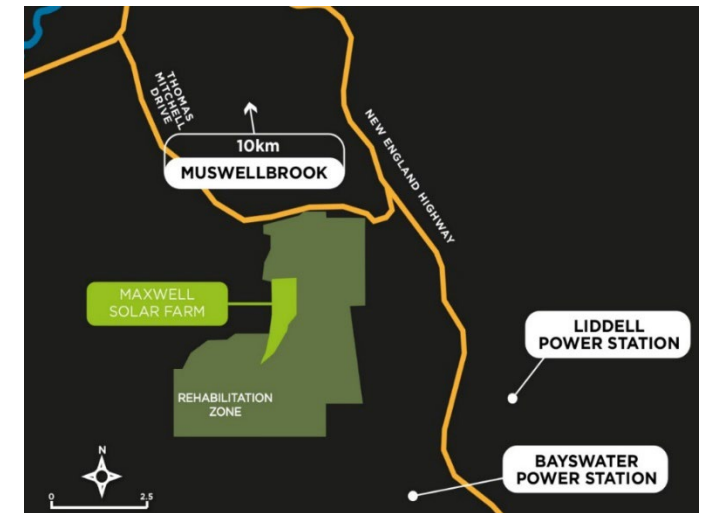 THOMAS
MITCHELL
DRIVE
NEW ENGLAND HIGHWAY
10km
MUSWELLBROOK
MAXWELL
SOLAR FARM
LIDDELL
POWER STATION
REHABILITATION
ZONE
BAYSWATER
POWER STATION
N
0 2.5